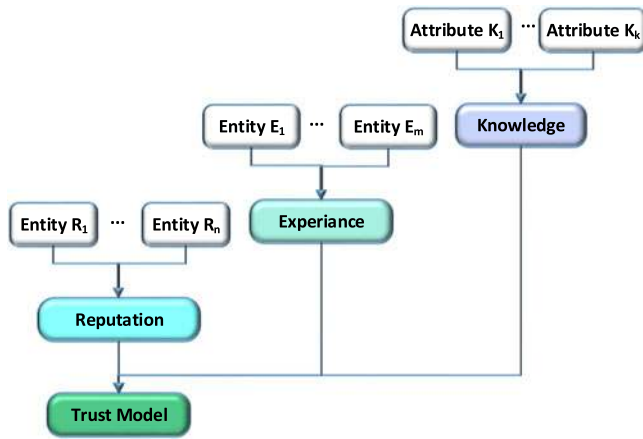 Attribute K1 ... Attribute Kk
Knowledge
Entity E1 ... Entity Em
Experiance
Entity R1 ... Entity Rn
Reputation
Trust Model